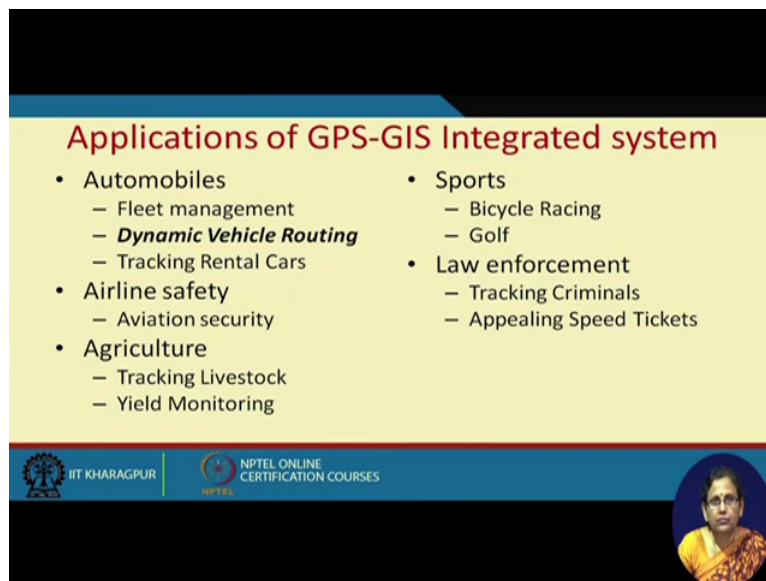 Applications of GPS-GIS Integrated system
• Automobiles
– Fleet management
– Dynamic Vehicle Routing
– Tracking Rental Cars
• Airline safety
– Aviation security
• Agriculture
– Tracking Livestock
– Yield Monitoring
• Sports
– Bicycle Racing
– Golf
• Law enforcement
– Tracking Criminals
– Appealing Speed Tickets
IIT KHARAGPUR
NPTEL
NPTEL ONLINE
CERTIFICATION COURSES